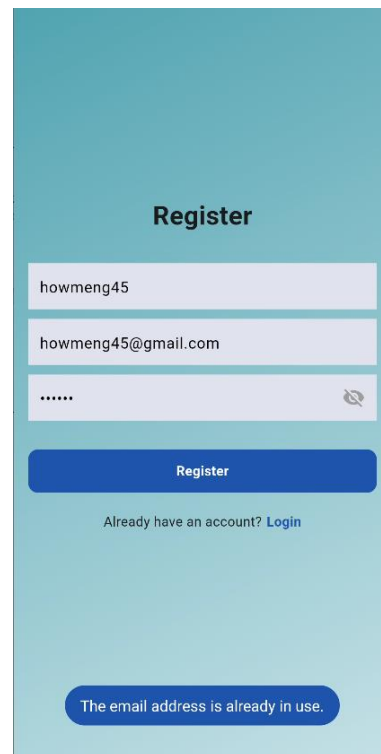 Register
howmeng45
howmeng45@gmail.com
••••••
Register
Already have an account? Login
The email address is already in use.